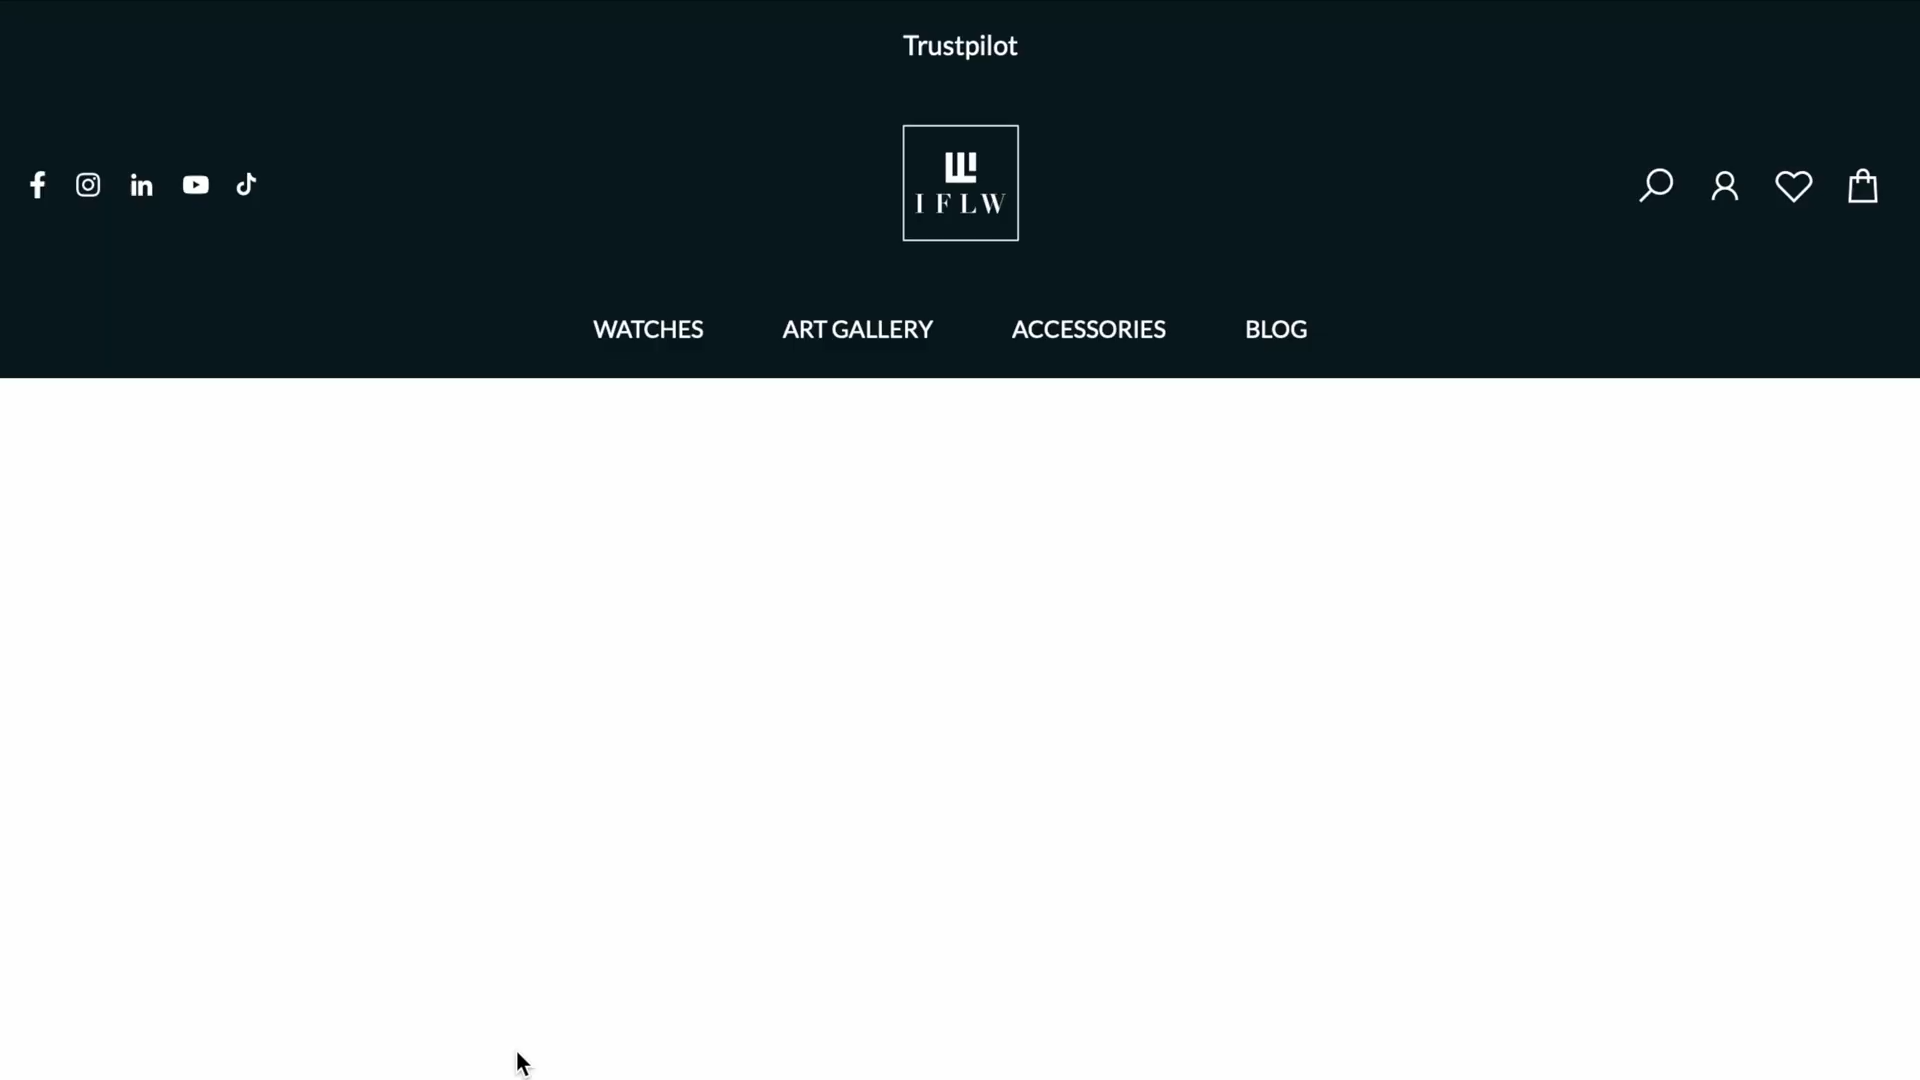 Trustpilot
IFLW
WATCHES
ART GALLERY
ACCESSORIES
BLOG